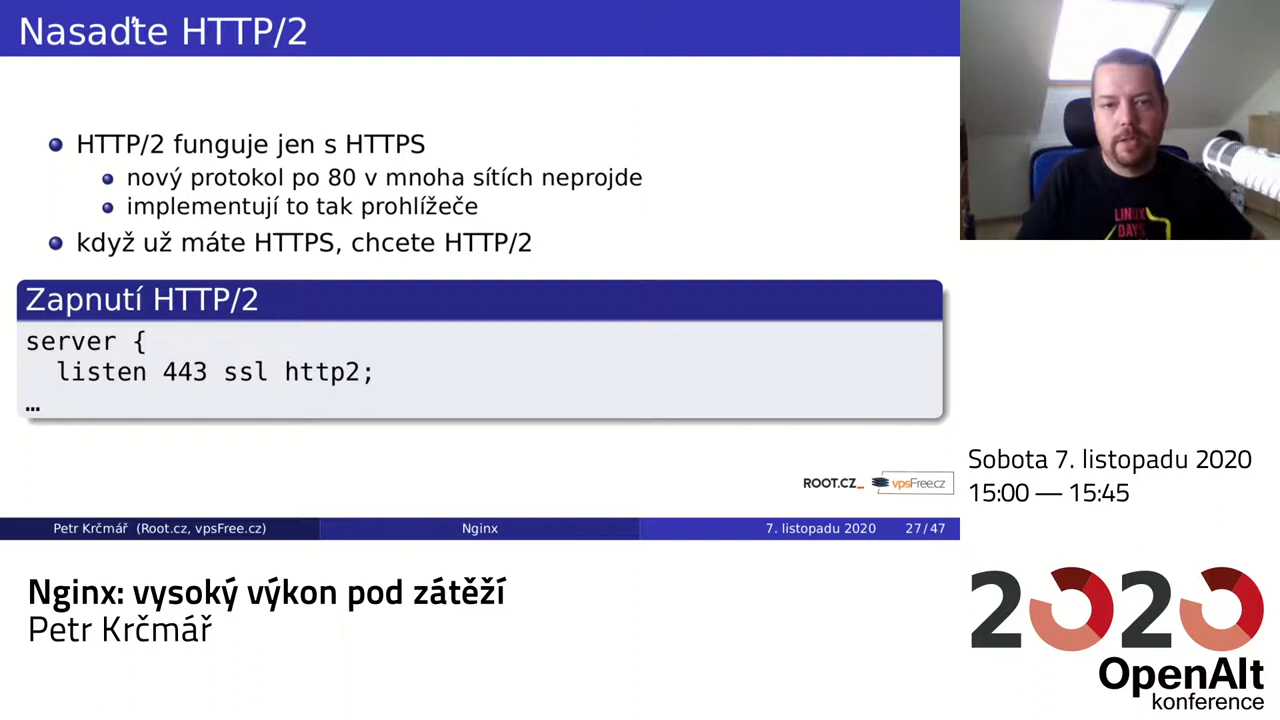 Nasaďte HTTP/2
HTTP/2 funguje jen s HTTPS
nový protokol po 80 v mnoha sítích neprojde
implementují to tak prohlížeče
když už máte HTTPS, chcete HTTP/2
Zapnutí HTTP/2
server {
listen 443 ssl http2;
…
ROOT.CZ_ vpsFree.cz
Petr Krčmář (Root.cz, vpsFree.cz) Nginx 7. listopadu 2020 27/47
LINUX
DAYS
Sobota 7. listopadu 2020
15:00 — 15:45
Nginx: vysoký výkon pod zátěží
Petr Krčmář
2020
OpenAlt
konference